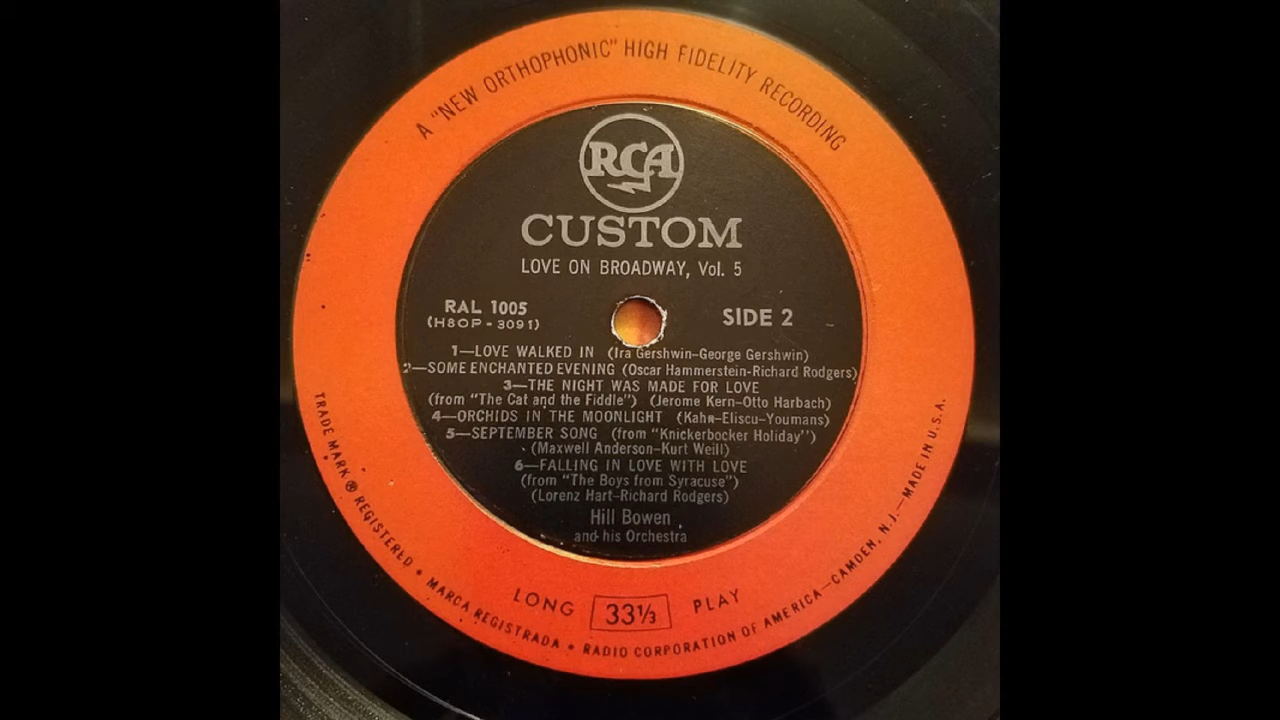 A "NEW ORTHOPHONIC" HIGH FIDELITY RECORDING
RCA
CUSTOM
LOVE ON BROADWAY, Vol. 5
RAL 1005
(H8OP-3091)
SIDE 2
1—LOVE WALKED IN (Ira Gershwin-George Gershwin)
2—SOME ENCHANTED EVENING (Oscar Hammerstein-Richard Rodgers)
3—THE NIGHT WAS MADE FOR LOVE
(from "The Cat and the Fiddle") (Jerome Kern-Otto Harbach)
4—ORCHIDS IN THE MOONLIGHT (Kahn-Eliscu-Youmans)
5—SEPTEMBER SONG (from "Knickerbocker Holiday")
(Maxwell Anderson-Kurt Weill)
6—FALLING IN LOVE WITH LOVE
(from "The Boys from Syracuse")
(Lorenz Hart-Richard Rodgers)
Hill Bowen
and his Orchestra
LONG 33⅓ PLAY
TRADE MARK ® REGISTERED • MARCA REGISTRADA • RADIO CORPORATION OF AMERICA—CAMDEN, N.J.—MADE IN U.S.A.